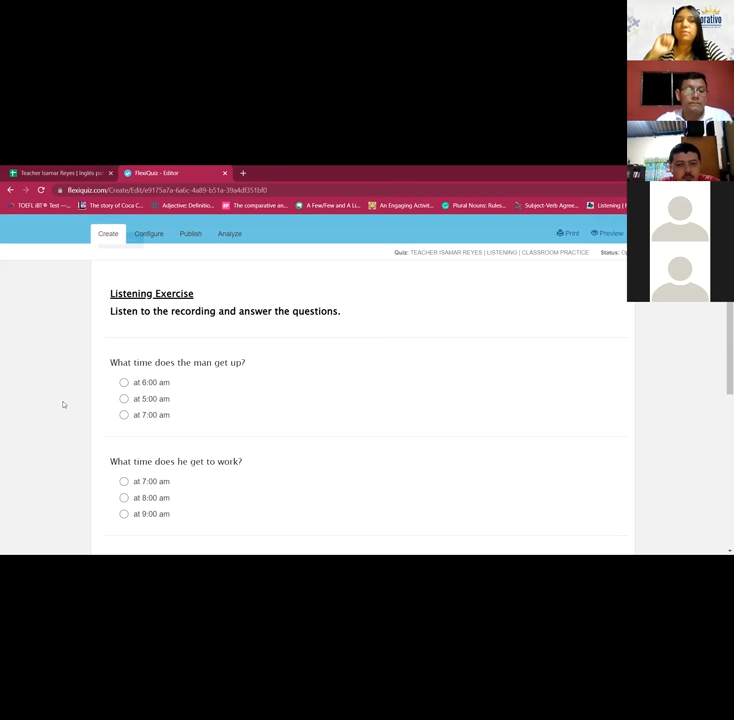 Teacher Isamar Reyes | Inglés pa
FlexiQuiz - Editor
flexiquiz.com/Create/Edit/e9175a7a-6a6c-4a89-b51a-39a4df351bf0
TOEFL iBT® Test —...
The story of Coca C...
Adjective: Definitio...
The comparative an...
A Few/Few and A Li...
An Engaging Activit...
Plural Nouns: Rules...
Subject-Verb Agree...
Listening |
Create
Configure
Publish
Analyze
Print
Preview
Quiz: TEACHER ISAMAR REYES | LISTENING | CLASSROOM PRACTICE
Status:
Listening Exercise
Listen to the recording and answer the questions.
What time does the man get up?
at 6:00 am
at 5:00 am
at 7:00 am
What time does he get to work?
at 7:00 am
at 8:00 am
at 9:00 am